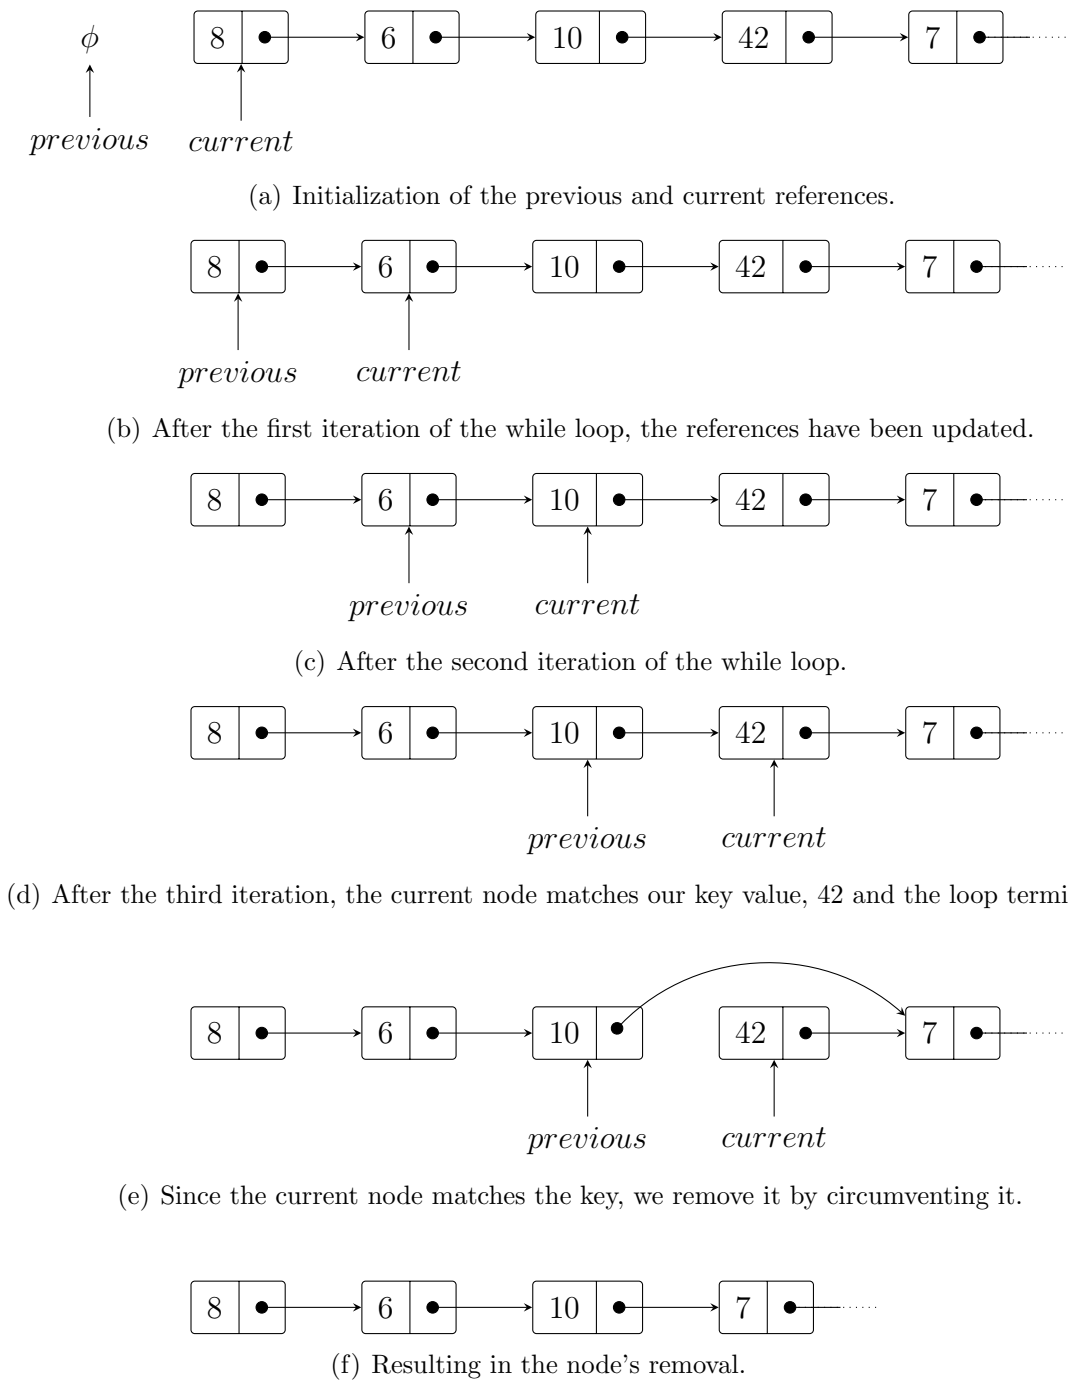 ϕ 8 6 10 42 7
previous current
(a) Initialization of the previous and current references.
8 6 10 42 7
previous current
(b) After the first iteration of the while loop, the references have been updated.
8 6 10 42 7
previous current
(c) After the second iteration of the while loop.
8 6 10 42 7
previous current
(d) After the third iteration, the current node matches our key value, 42 and the loop termi
8 6 10 42 7
previous current
(e) Since the current node matches the key, we remove it by circumventing it.
8 6 10 7
(f) Resulting in the node's removal.